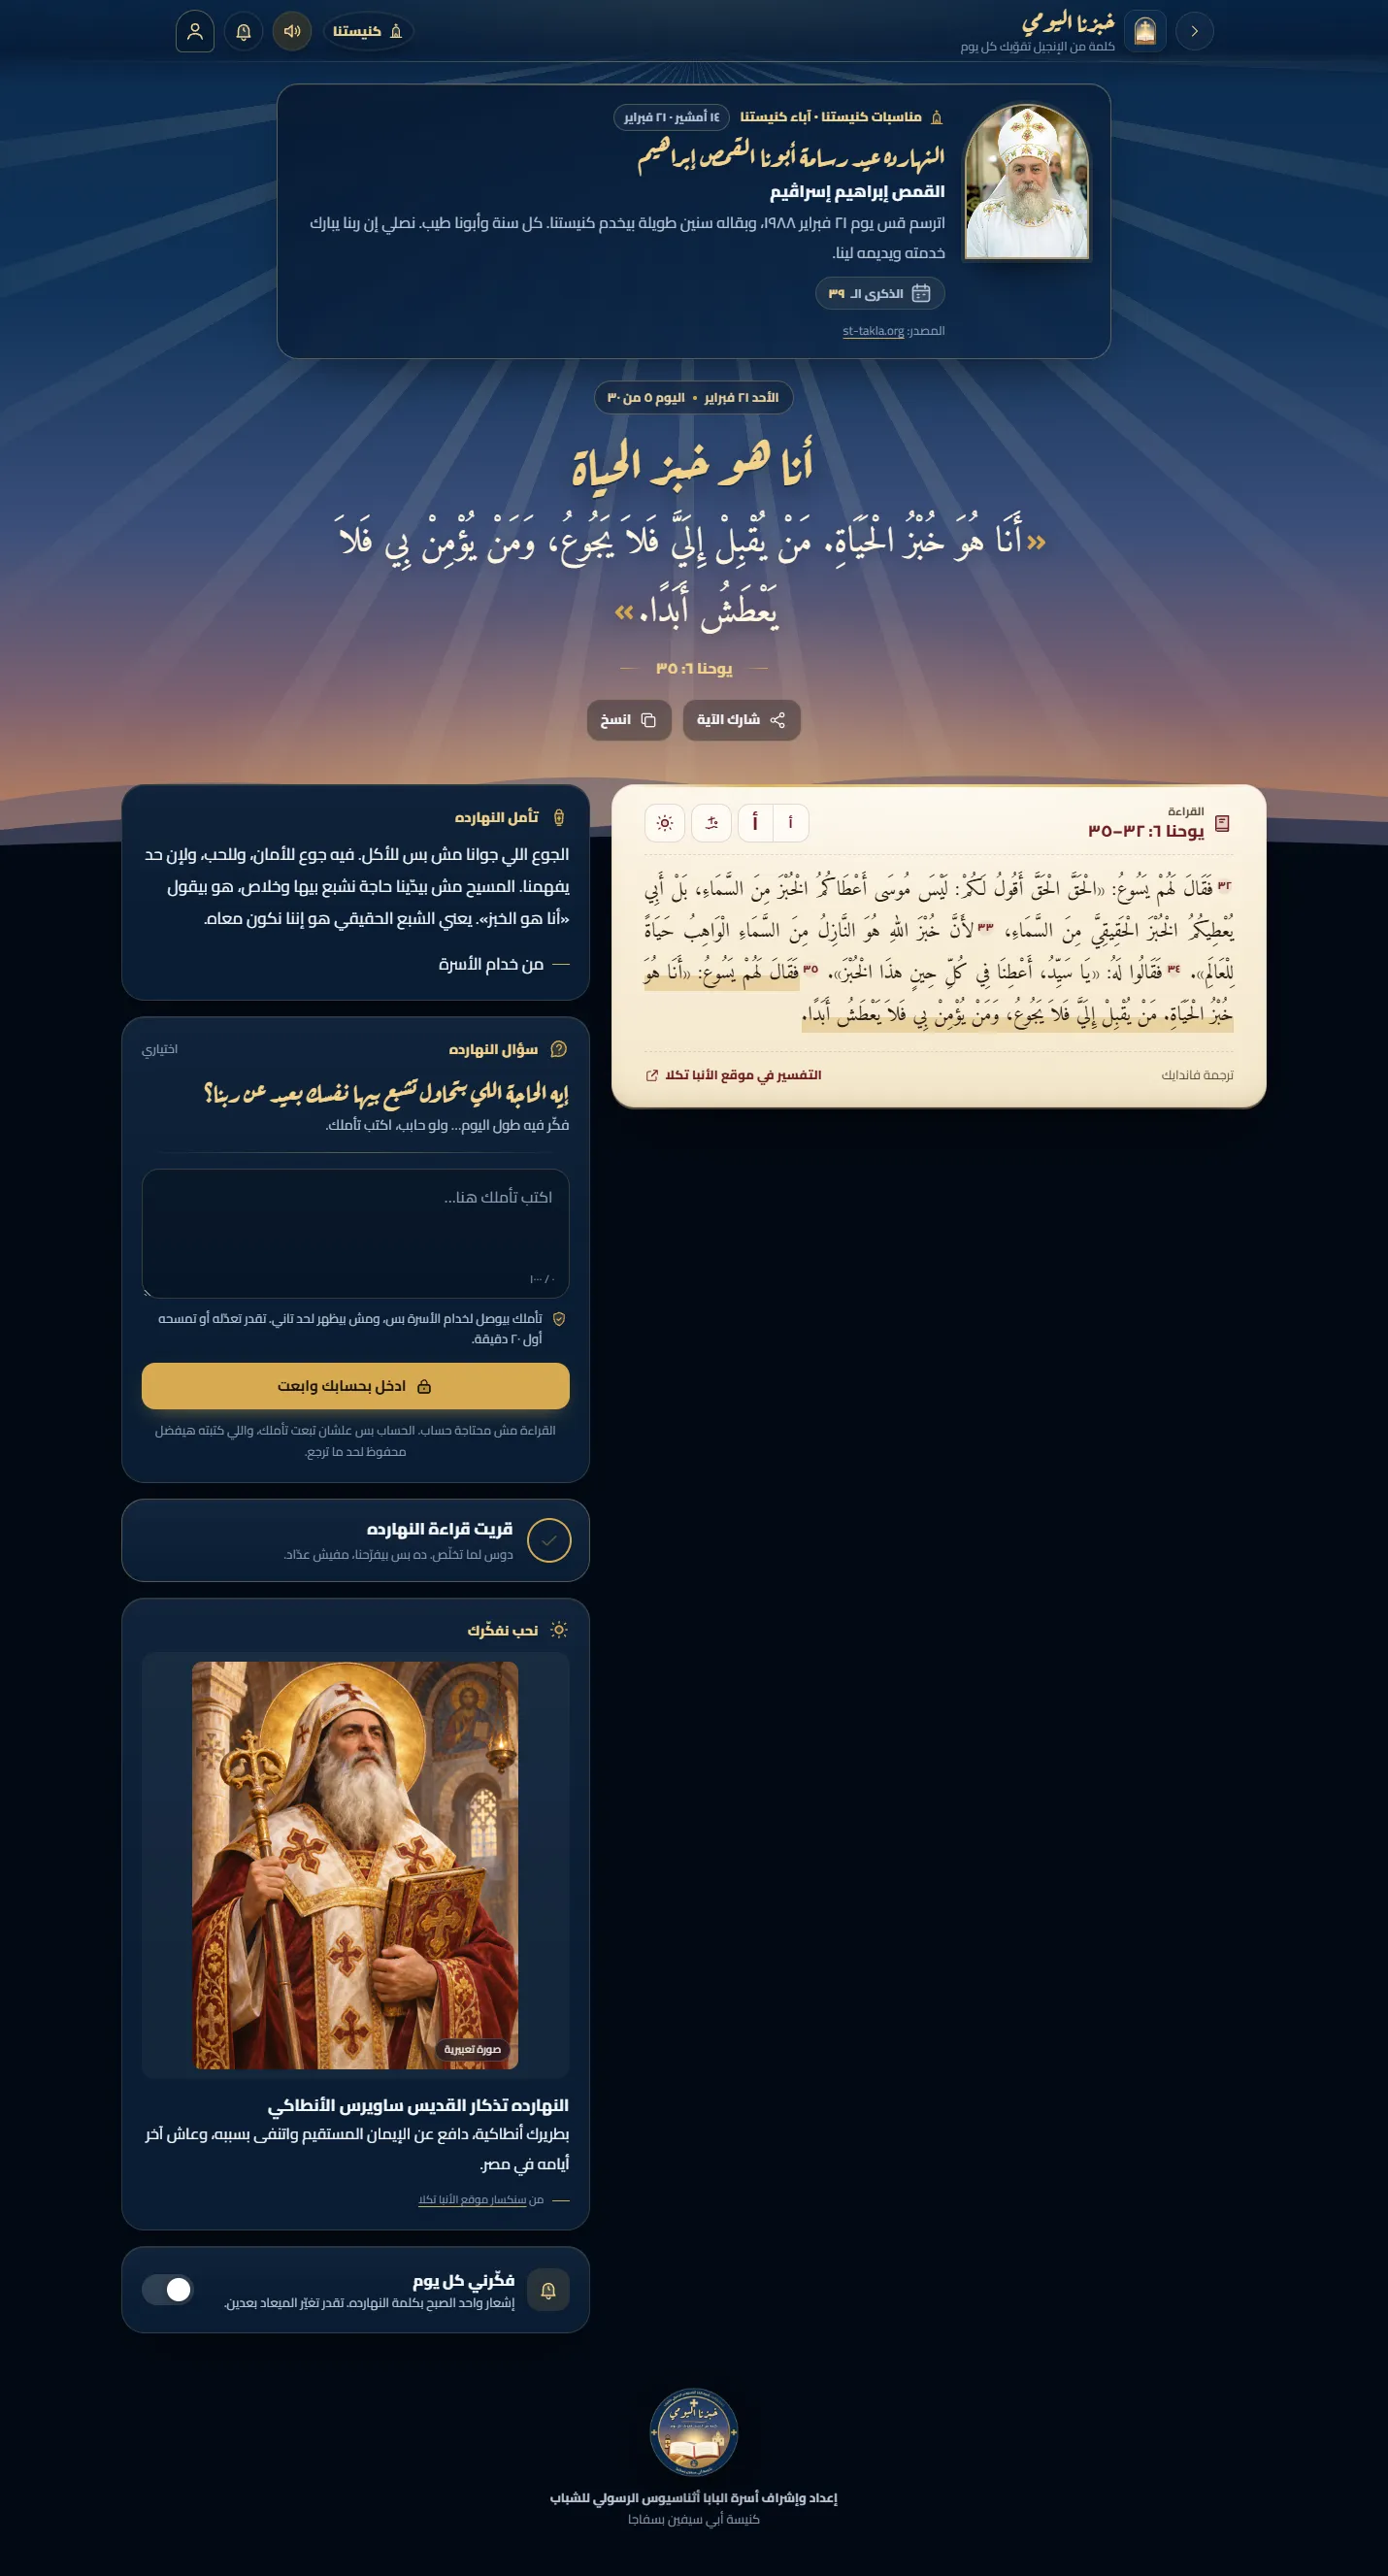 خبزنا اليومي
كلمة من الإنجيل تقوّيك كل يوم
كنيستنا
مناسبات كنيستنا • آباء كنيستنا
١٤ أمشير · ٢١ فبراير
النهارده عيد رسامة أبونا القمص إبراهيم
القمص إبراهيم إسرافيم
اترسم قس يوم ٢١ فبراير ١٩٨٨، وبقاله سنين طويلة بيخدم كنيستنا. كل سنة وأبونا طيب. نصلي إن ربنا يبارك
خدمته ويديمه لينا.
الذكرى الـ ٣٩
المصدر: st-takla.org
الأحد ٢١ فبراير • اليوم ٥ من ٣٠
أنا هو خبز الحياة
«أَنَا هُوَ خُبْزُ الْحَيَاةِ. مَنْ يُقْبِلْ إِلَيَّ فَلاَ يَجُوعُ، وَمَنْ يُؤْمِنْ بِي فَلاَ
يَعْطَشُ أَبَدًا.»
يوحنا ٦: ٣٥
شارك الآية
انسخ
القراءة
يوحنا ٦: ٣٢–٣٥
أ
أ
٣٢ فَقَالَ لَهُمْ يَسُوعُ: «الْحَقَّ الْحَقَّ أَقُولُ لَكُمْ: لَيْسَ مُوسَى أَعْطَاكُمُ الْخُبْزَ مِنَ السَّمَاءِ، بَلْ أَبِي
يُعْطِيكُمُ الْخُبْزَ الْحَقِيقِيَّ مِنَ السَّمَاءِ، ٣٣ لأَنَّ خُبْزَ اللهِ هُوَ النَّازِلُ مِنَ السَّمَاءِ الْوَاهِبُ حَيَاةً
لِلْعَالَمِ». ٣٤ فَقَالُوا لَهُ: «يَا سَيِّدُ، أَعْطِنَا فِي كُلِّ حِينٍ هذَا الْخُبْزَ». ٣٥ فَقَالَ لَهُمْ يَسُوعُ: «أَنَا هُوَ
خُبْزُ الْحَيَاةِ. مَنْ يُقْبِلْ إِلَيَّ فَلاَ يَجُوعُ، وَمَنْ يُؤْمِنْ بِي فَلاَ يَعْطَشُ أَبَدًا.
ترجمة فاندايك
التفسير في موقع الأنبا تكلا
تأمل النهارده
الجوع اللي جوانا مش بس للأكل. فيه جوع للأمان، وللحب، ولإن حد
يفهمنا. المسيح مش بيدّينا حاجة نشبع بيها وخلاص، هو بيقول
«أنا هو الخبز». يعني الشبع الحقيقي هو إننا نكون معاه.
من خدام الأسرة
سؤال النهارده
اختياري
إيه الحاجة اللي بتحاول تشبع بيها نفسك بعيد عن ربنا؟
فكّر فيه طول اليوم... ولو حابب، اكتب تأملك.
اكتب تأملك هنا...
٠ / ١٠٠٠
تأملك بيوصل لخدام الأسرة بس، ومش بيظهر لحد تاني. تقدر تعدّله أو تمسحه
أول ٢٠ دقيقة.
ادخل بحسابك وابعت
القراءة مش محتاجة حساب. الحساب بس علشان تبعت تأملك، واللي كتبته هيفضل
محفوظ لحد ما ترجع.
قريت قراءة النهارده
دوس لما تخلّص. ده بس بيفرّحنا، مفيش عدّاد.
نحب نفكّرك
صورة تعبيرية
النهارده تذكار القديس ساويرس الأنطاكي
بطريرك أنطاكية، دافع عن الإيمان المستقيم واتنفى بسببه، وعاش آخر
أيامه في مصر.
من سنكسار موقع الأنبا تكلا
فكّرني كل يوم
إشعار واحد الصبح بكلمة النهارده. تقدر تغيّر الميعاد بعدين.
خبزنا اليومي
إعداد وإشراف أسرة البابا أثناسيوس الرسولي للشباب
كنيسة أبي سيفين بسفاجا